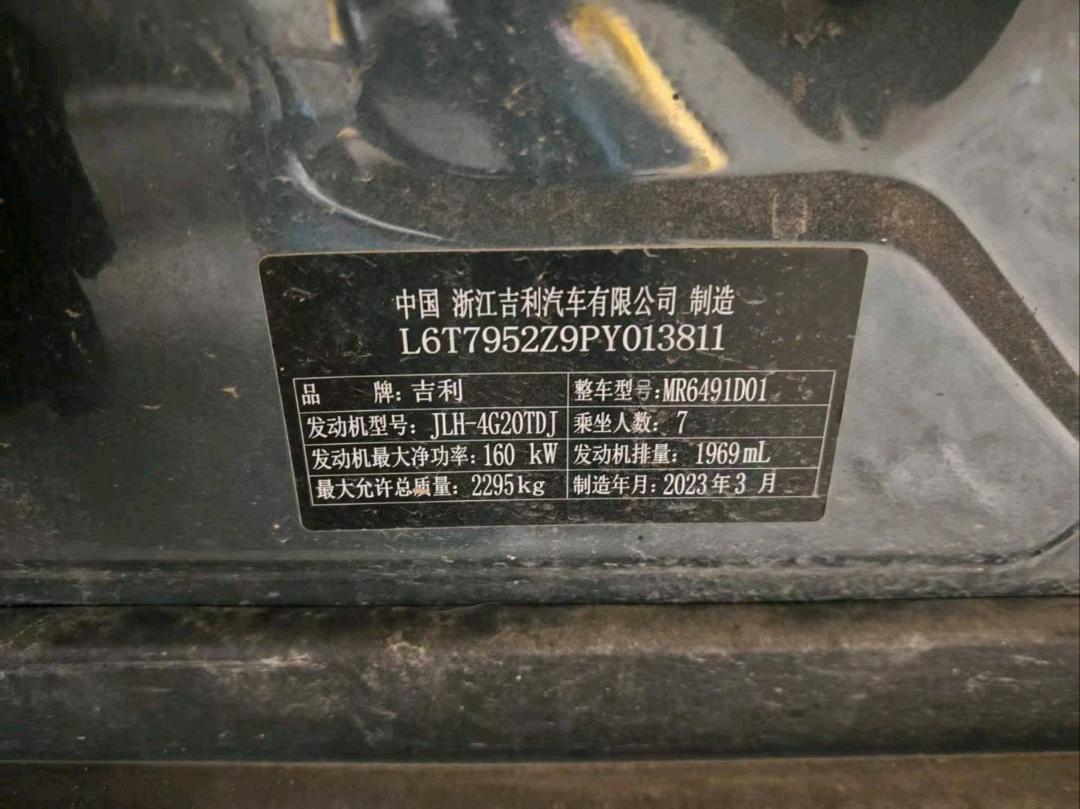 中国 浙江吉利汽车有限公司 制造
L6T7952Z9PY013811
品 牌: 吉利 整车型号:MR6491D01
发动机型号: JLH-4G20TDJ 乘坐人数: 7
发动机最大净功率: 160 kW 发动机排量: 1969mL
最大允许总质量: 2295kg 制造年月: 2023年3 月